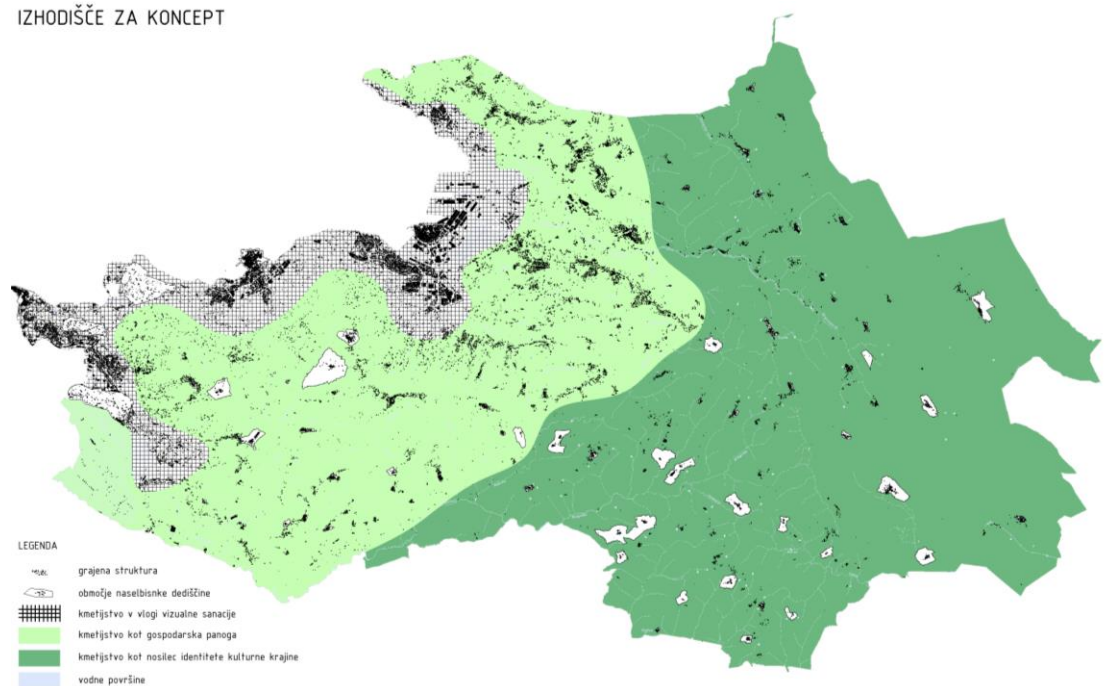 IZHODIŠČE ZA KONCEPT
LEGENDA
grajena struktura
območje naselbisnke dediščine
kmetijstvo v vlogi vizualne sanacije
kmetijstvo kot gospodarska panoga
kmetijstvo kot nosilec identitete kulturne krajine
vodne površine